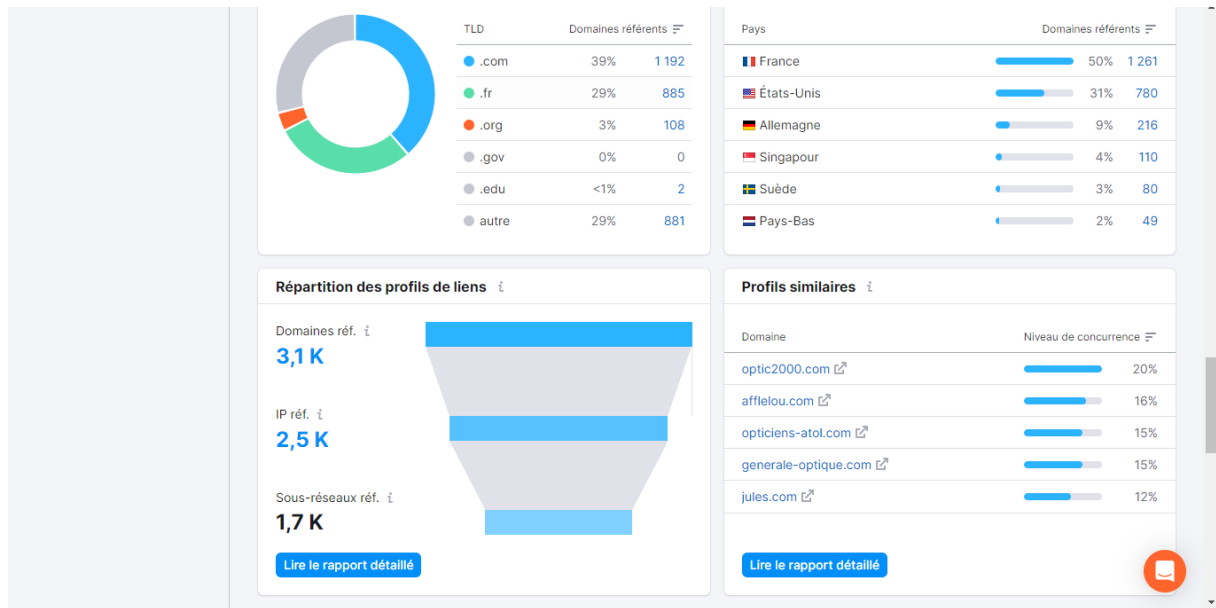 TLD Domaines référents
.com 39% 1 192
.fr 29% 885
.org 3% 108
.gov 0% 0
.edu <1% 2
autre 29% 881
Pays Domaines référents
France 50% 1 261
États-Unis 31% 780
Allemagne 9% 216
Singapour 4% 110
Suède 3% 80
Pays-Bas 2% 49
Répartition des profils de liens i
Domaines réf. i
3,1 K
IP réf. i
2,5 K
Sous-réseaux réf. i
1,7 K
Lire le rapport détaillé
Profils similaires i
Domaine Niveau de concurrence
optic2000.com 20%
afflelou.com 16%
opticiens-atol.com 15%
generale-optique.com 15%
jules.com 12%
Lire le rapport détaillé